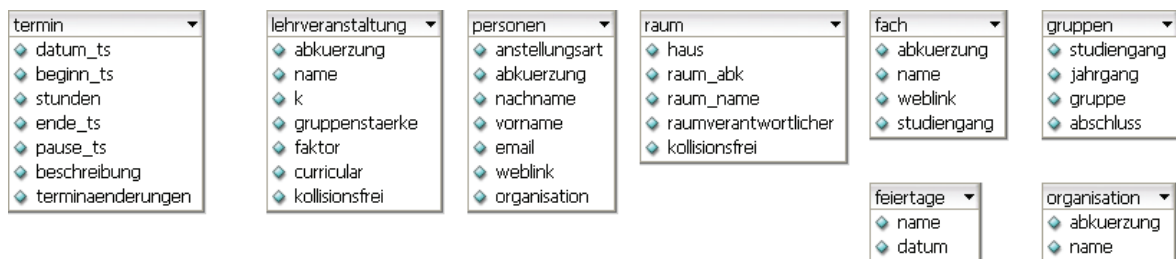 termin
datum_ts
beginn_ts
stunden
ende_ts
pause_ts
beschreibung
terminaenderungen
lehrveranstaltung
abkuerzung
name
k
gruppenstaerke
faktor
curricular
kollisionsfrei
personen
anstellungsart
abkuerzung
nachname
vorname
email
weblink
organisation
raum
haus
raum_abk
raum_name
raumverantwortlicher
kollisionsfrei
fach
abkuerzung
name
weblink
studiengang
gruppen
studiengang
jahrgang
gruppe
abschluss
feiertage
name
datum
organisation
abkuerzung
name